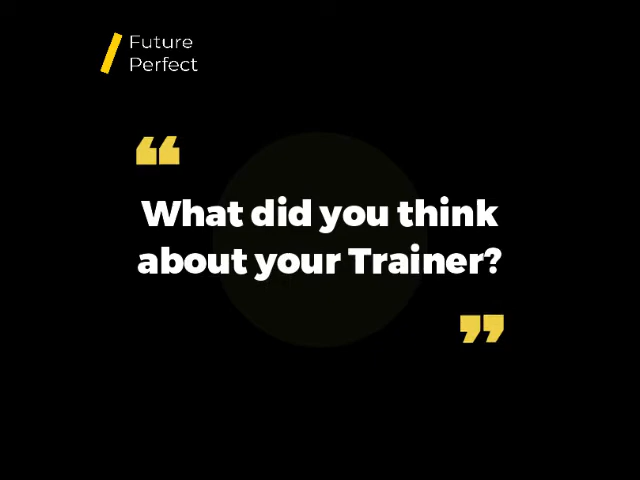 Future
Perfect
“
What did you think
about your Trainer?
”